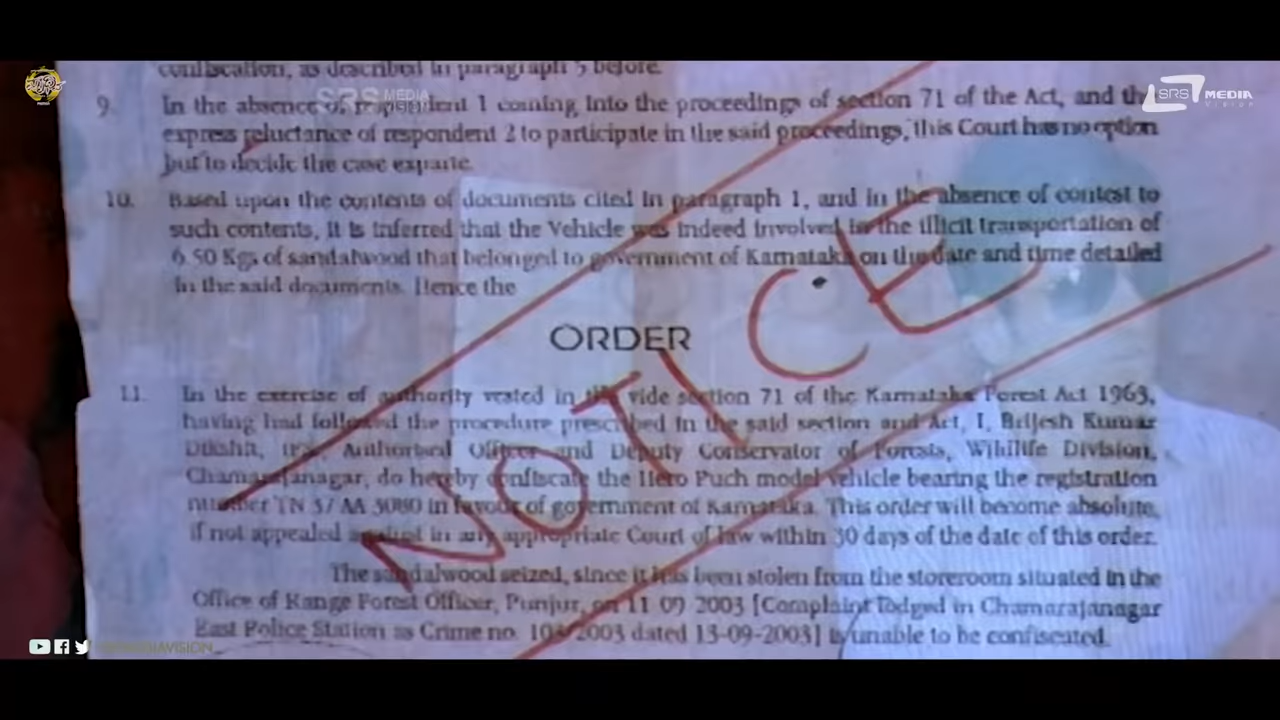 confiscation, as described in paragraph 5 before.
SRS MEDIA
9. In the absence of respondent 1 coming into the proceedings of section 71 of the Act, and the
SRS MEDIA Vision
express reluctance of respondent 2 to participate in the said proceedings, this Court has no option
but to decide the case exparte.
10. Based upon the contents of documents cited in paragraph 1, and in the absence of contest to
such contents, it is inferred that the Vehicle was indeed involved in the illicit transportation of
6.50 Kgs of sandalwood that belonged to government of Karnataka on the date and time detailed
in the said documents. Hence the
ORDER
NOTICE
11. In the exercise of authority vested in vide section 71 of the Karnataka Forest Act 1963,
having had followed the procedure prescribed in the said section and Act, I, Brijesh Kumar
Dikshit, IFS, Authorised Officer and Deputy Conservator of Forests, Wildlife Division,
Chamarajanagar, do hereby confiscate the Hero Puch model vehicle bearing the registration
number TN 37 AA 3080 in favour of government of Karnataka. This order will become absolute,
if not appealed against in any appropriate Court of law within 30 days of the date of this order.
The sandalwood seized, since it has been stolen from the storeroom situated in the
Office of Range Forest Officer, Punjur, on 11-09-2003 [Complaint lodged in Chamarajanagar
East Police Station as Crime no. 103/2003 dated 13-09-2003] is unable to be confiscated.